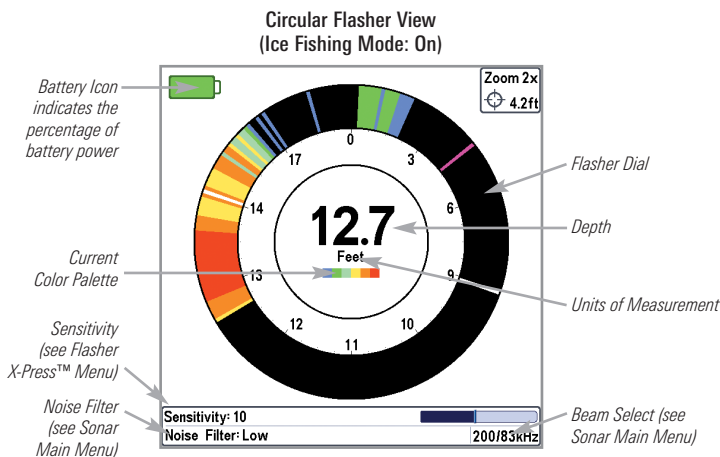 Circular Flasher View
(Ice Fishing Mode: On)
Battery Icon
indicates the
percentage of
battery power
Zoom 2x
4.2ft
0
3
6
9
10
11
12
13
14
17
12.7
Feet
Flasher Dial
Depth
Units of Measurement
Current
Color Palette
Sensitivity
(see Flasher
X-Press™ Menu)
Noise Filter
(see Sonar
Main Menu)
Sensitivity: 10
Noise Filter: Low
200/83kHz
Beam Select (see
Sonar Main Menu)